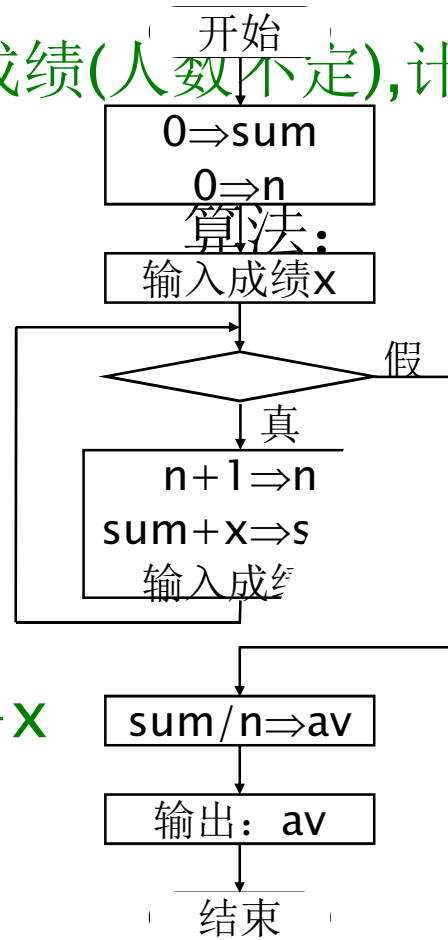 开始
成绩(人数不定),计
0⇒sum
0⇒n
算法：
输入成绩x
假
真
n+1⇒n
sum+x⇒s
输入成绩
x
sum/n⇒av
输出：av
结束